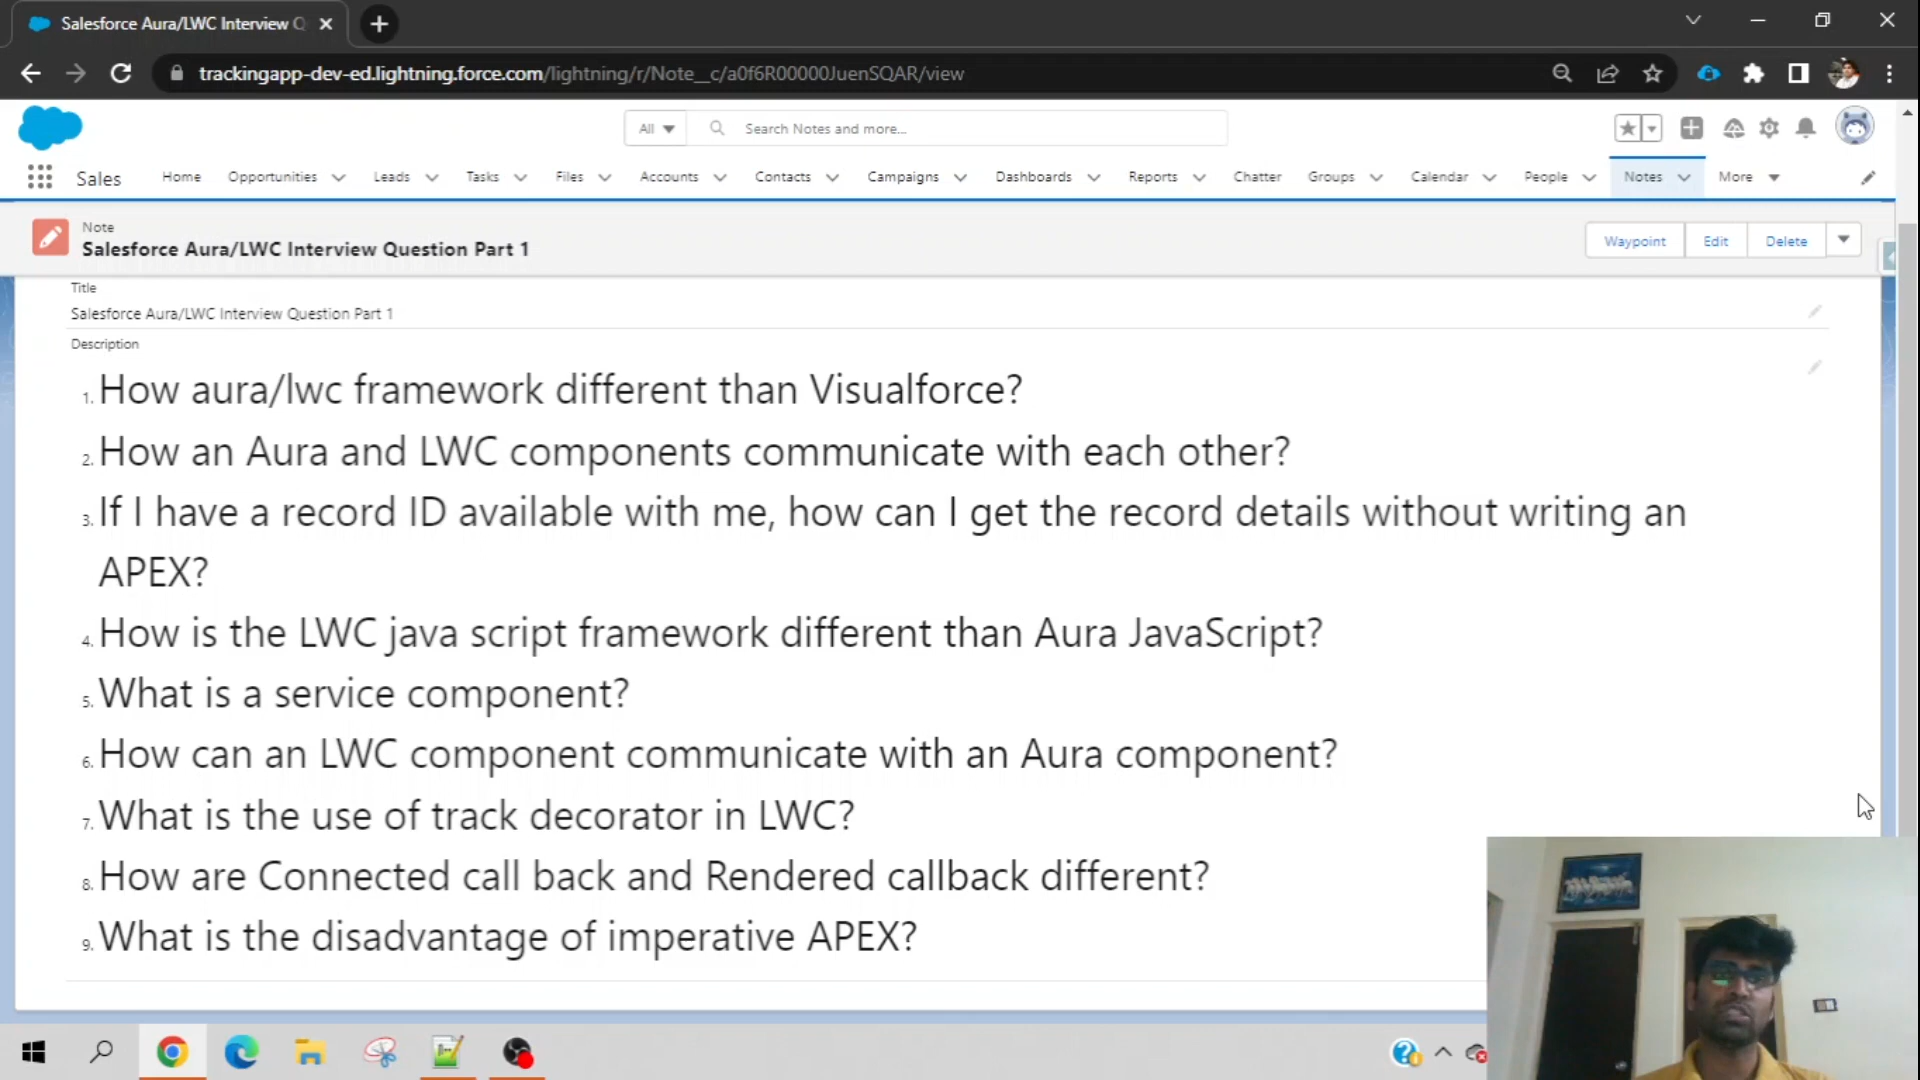 Salesforce Aura/LWC Interview Q
trackingapp-dev-ed.lightning.force.com/lightning/r/Note__c/a0f6R00000JuenSQAR/view
All Search Notes and more...
Sales Home Opportunities Leads Tasks Files Accounts Contacts Campaigns Dashboards Reports Chatter Groups Calendar People Notes More
Note
Salesforce Aura/LWC Interview Question Part 1
Waypoint Edit Delete
Title
Salesforce Aura/LWC Interview Question Part 1
Description
1. How aura/lwc framework different than Visualforce?
2. How an Aura and LWC components communicate with each other?
3. If I have a record ID available with me, how can I get the record details without writing an
APEX?
4. How is the LWC java script framework different than Aura JavaScript?
5. What is a service component?
6. How can an LWC component communicate with an Aura component?
7. What is the use of track decorator in LWC?
8. How are Connected call back and Rendered callback different?
9. What is the disadvantage of imperative APEX?